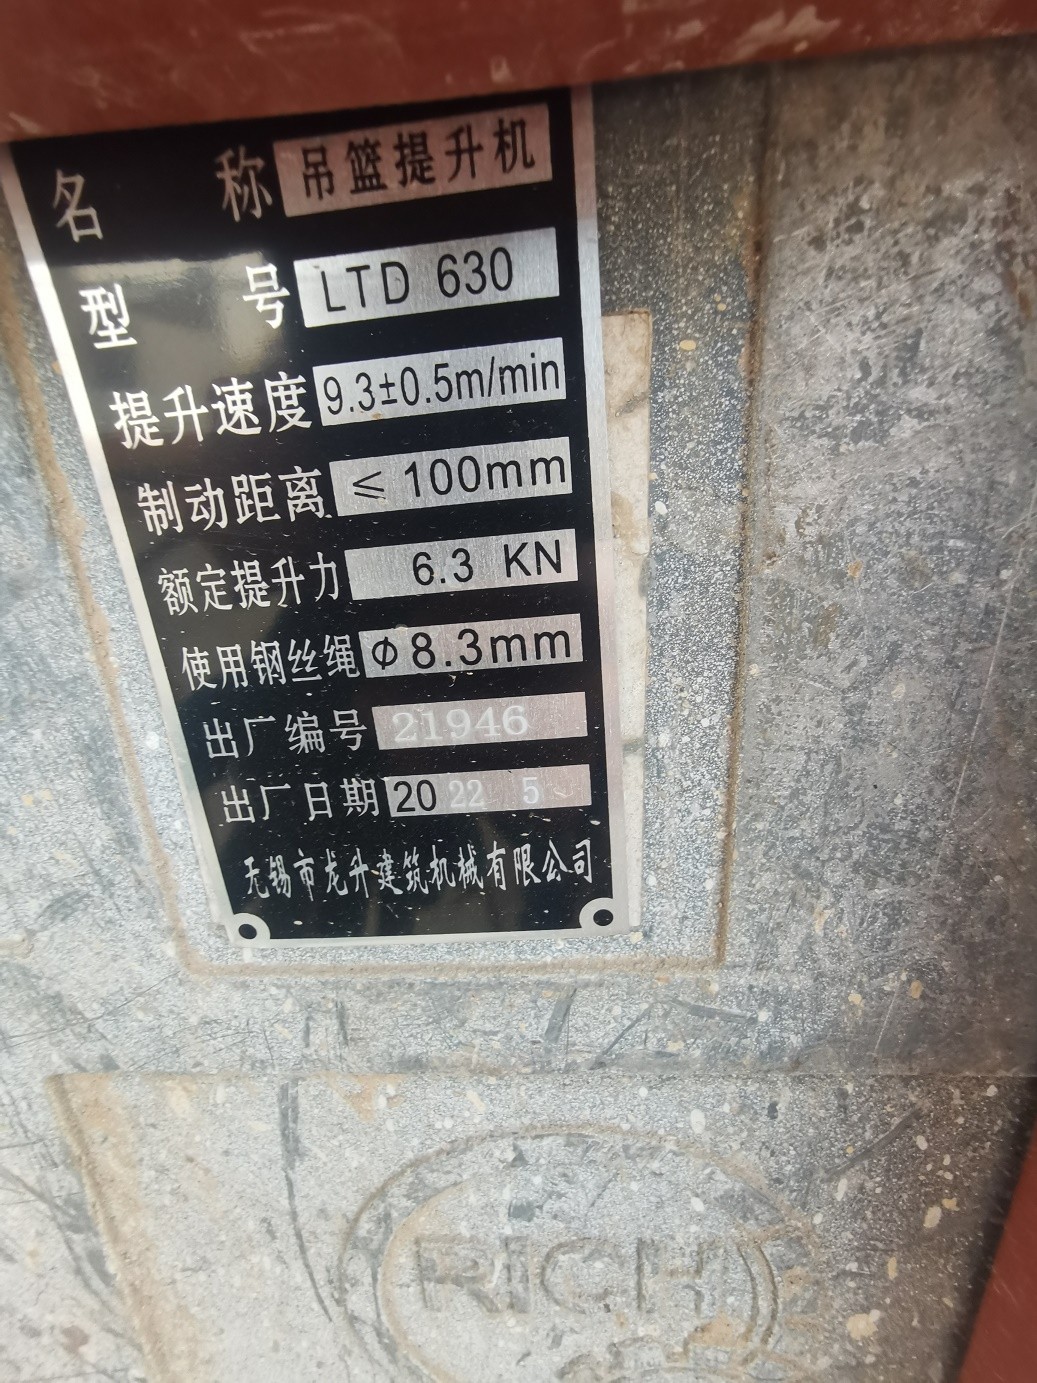 名 称 吊篮提升机
型 号 LTD 630
提升速度 9.3±0.5m/min
制动距离 ≤ 100mm
额定提升力 6.3 KN
使用钢丝绳 Φ8.3mm
出厂编号 21946
出厂日期 2022 5
无锡市龙升建筑机械有限公司
RICH